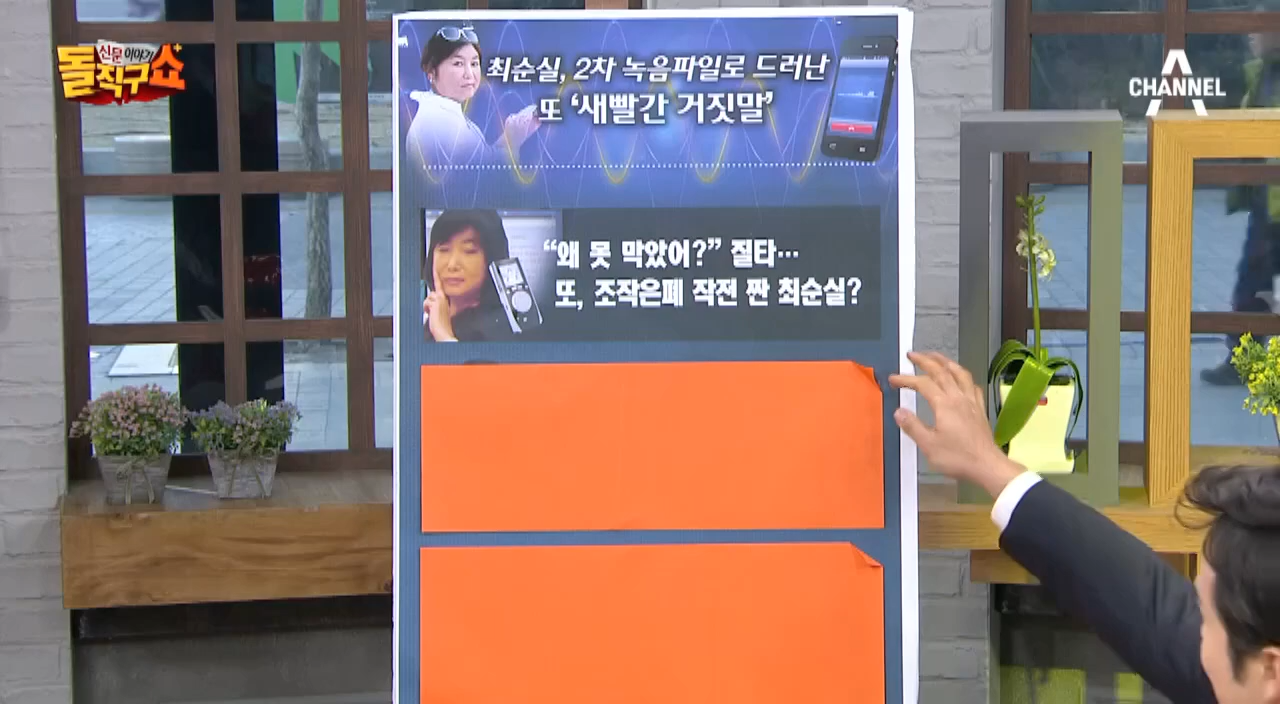 신문이야기
돌직구쇼+
CHANNEL A
최순실, 2차 녹음파일로 드러난
또 ‘새빨간 거짓말’
“왜 못 막았어?” 질타…
또, 조작은폐 작전 짠 최순실?